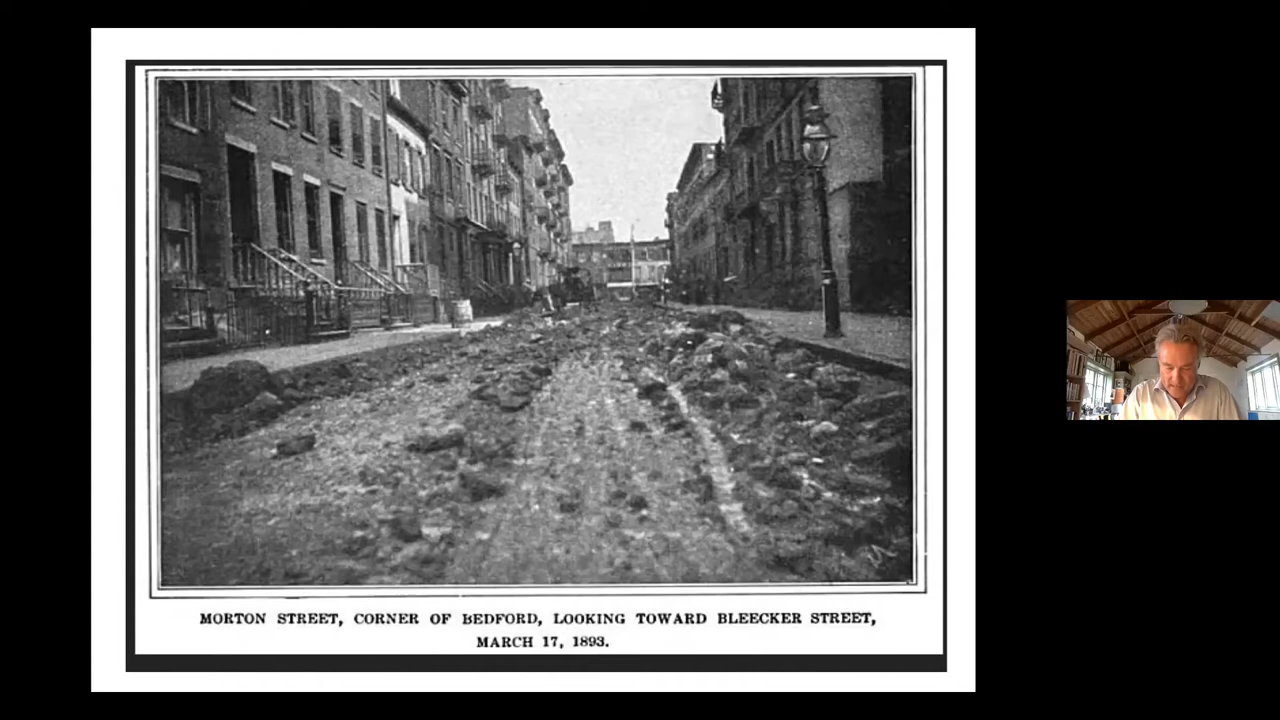 MORTON STREET, CORNER OF BEDFORD, LOOKING TOWARD BLEECKER STREET,
MARCH 17, 1893.